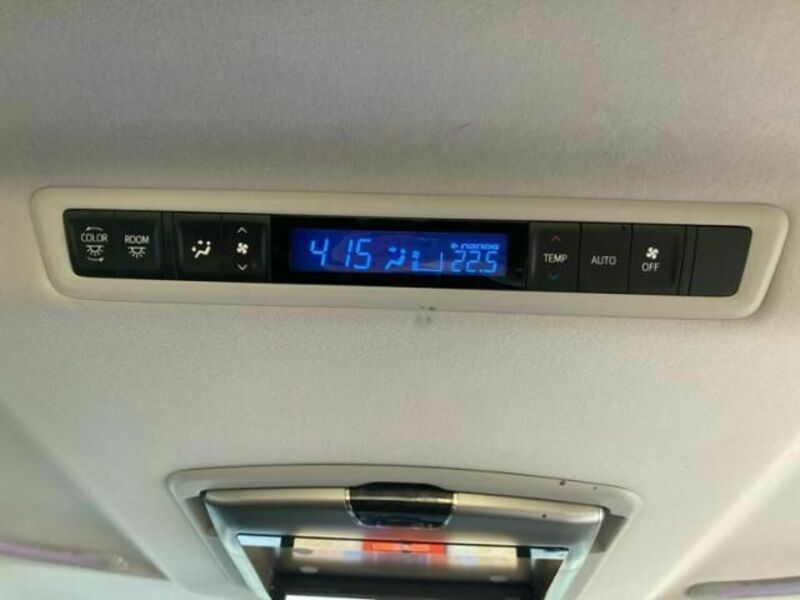 COLOR
ROOM
4 15
nanoe
22.5
TEMP
AUTO
OFF